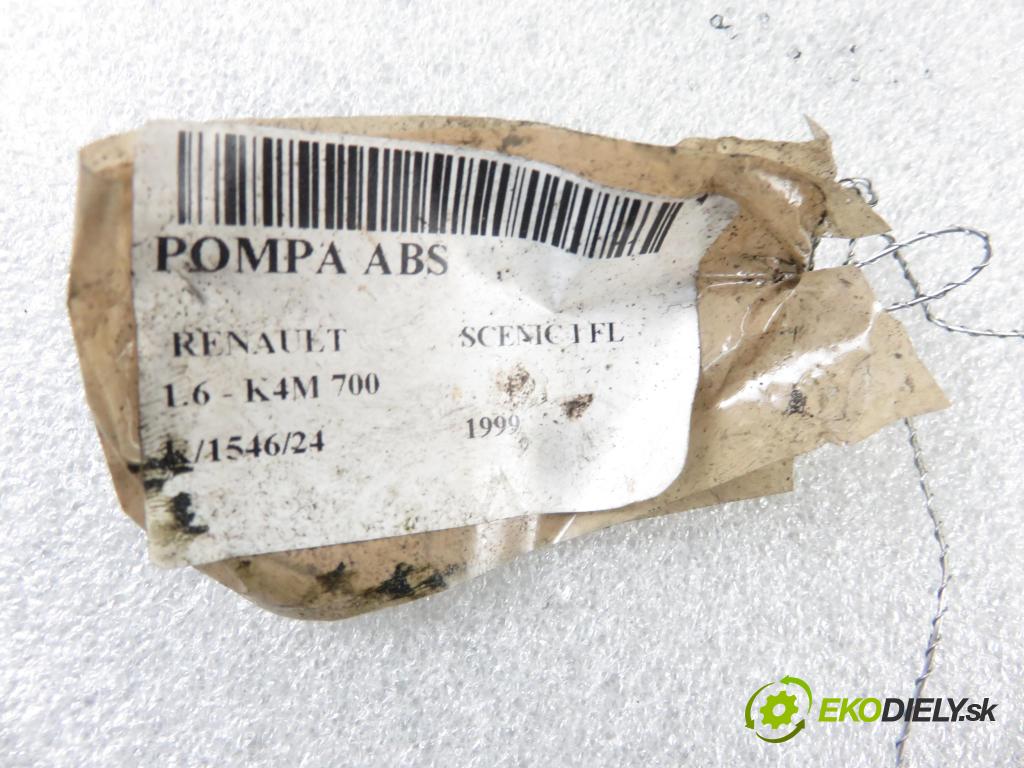 POMPA ABS
RENAULT SCENIC I FL
1.6 - K4M 700
K/1546/24 1999
EKODIELY.sk